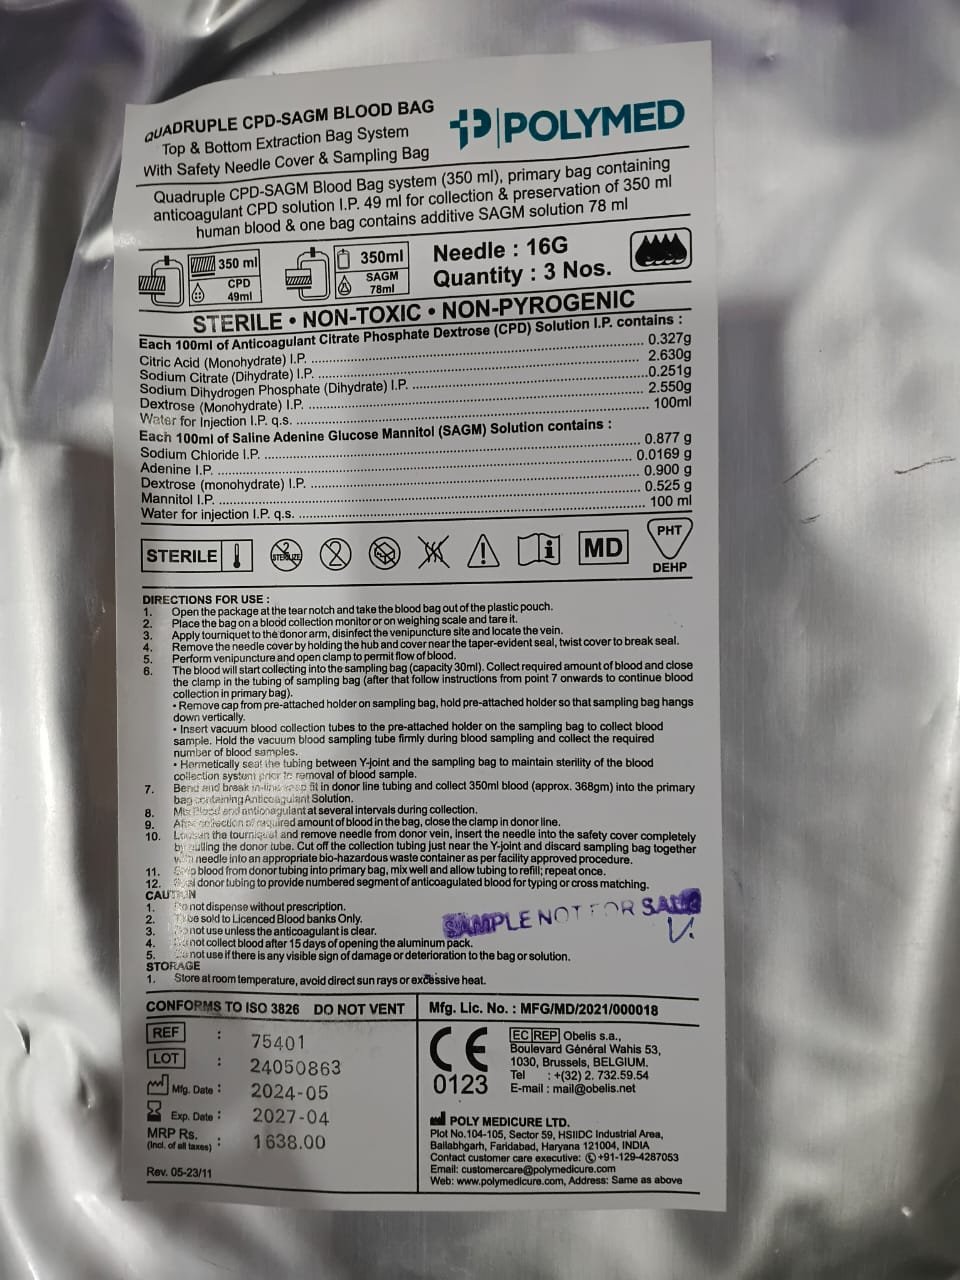 QUADRUPLE CPD-SAGM BLOOD BAG
Top & Bottom Extraction Bag System
With Safety Needle Cover & Sampling Bag
POLYMED
Quadruple CPD-SAGM Blood Bag system (350 ml), primary bag containing
anticoagulant CPD solution I.P. 49 ml for collection & preservation of 350 ml
human blood & one bag contains additive SAGM solution 78 ml
350 ml
CPD
49ml
350ml
SAGM
78ml
Needle : 16G
Quantity : 3 Nos.
STERILE • NON-TOXIC • NON-PYROGENIC
Each 100ml of Anticoagulant Citrate Phosphate Dextrose (CPD) Solution I.P. contains :
Citric Acid (Monohydrate) I.P. ........ 0.327g
Sodium Citrate (Dihydrate) I.P. ........ 2.630g
Sodium Dihydrogen Phosphate (Dihydrate) I.P. ........ 0.251g
Dextrose (Monohydrate) I.P. ........ 2.550g
Water for Injection I.P. q.s. ........ 100ml
Each 100ml of Saline Adenine Glucose Mannitol (SAGM) Solution contains :
Sodium Chloride I.P. ........ 0.877 g
Adenine I.P. ........ 0.0169 g
Dextrose (monohydrate) I.P. ........ 0.900 g
Mannitol I.P. ........ 0.525 g
Water for injection I.P. q.s. ........ 100 ml
STERILE
2
STERILIZE
2
MD
PHT
DEHP
DIRECTIONS FOR USE :
1. Open the package at the tear notch and take the blood bag out of the plastic pouch.
2. Place the bag on a blood collection monitor or on weighing scale and tare it.
3. Apply tourniquet to the donor arm, disinfect the venipuncture site and locate the vein.
4. Remove the needle cover by holding the hub and cover near the taper-evident seal, twist cover to break seal.
5. Perform venipuncture and open clamp to permit flow of blood.
6. The blood will start collecting into the sampling bag (capacity 30ml). Collect required amount of blood and close
the clamp in the tubing of sampling bag (after that follow instructions from point 7 onwards to continue blood
collection in primary bag).
• Remove cap from pre-attached holder on sampling bag, hold pre-attached holder so that sampling bag hangs
down vertically.
• Insert vacuum blood collection tubes to the pre-attached holder on the sampling bag to collect blood
sample. Hold the vacuum blood sampling tube firmly during blood sampling and collect the required
number of blood samples.
• Hermetically seal the tubing between Y-joint and the sampling bag to maintain sterility of the blood
collection system prior to removal of blood sample.
7. Bend and break in-line fit in donor line tubing and collect 350ml blood (approx. 368gm) into the primary
bag containing Anticoagulant Solution.
8. Mix Blood and antionagulant at several intervals during collection.
9. After collection of required amount of blood in the bag, close the clamp in donor line.
10. Loosen the tourniquet and remove needle from donor vein, insert the needle into the safety cover completely
by pulling the donor tube. Cut off the collection tubing just near the Y-joint and discard sampling bag together
with needle into an appropriate bio-hazardous waste container as per facility approved procedure.
11. Strip blood from donor tubing into primary bag, mix well and allow tubing to refill; repeat once.
12. Seal donor tubing to provide numbered segment of anticoagulated blood for typing or cross matching.
CAUTION
1. Do not dispense without prescription.
2. To be sold to Licenced Blood banks Only.
3. Do not use unless the anticoagulant is clear.
4. Do not collect blood after 15 days of opening the aluminum pack.
5. Do not use if there is any visible sign of damage or deterioration to the bag or solution.
SAMPLE NOT FOR SALE
STORAGE
1. Store at room temperature, avoid direct sun rays or excessive heat.
CONFORMS TO ISO 3826 DO NOT VENT
REF : 75401
LOT : 24050863
Mfg. Date : 2024-05
Exp. Date : 2027-04
MRP Rs. : 1638.00
(Incl. of all taxes)
Rev. 05-23/11
Mfg. Lic. No. : MFG/MD/2021/000018
CE
0123
EC REP Obelis s.a.,
Boulevard Général Wahis 53,
1030, Brussels, BELGIUM.
Tel : +(32) 2. 732.59.54
E-mail : mail@obelis.net
POLY MEDICURE LTD.
Plot No.104-105, Sector 59, HSIIDC Industrial Area,
Ballabhgarh, Faridabad, Haryana 121004, INDIA
Contact customer care executive: +91-129-4287053
Email: customercare@polymedicure.com
Web: www.polymedicure.com, Address: Same as above